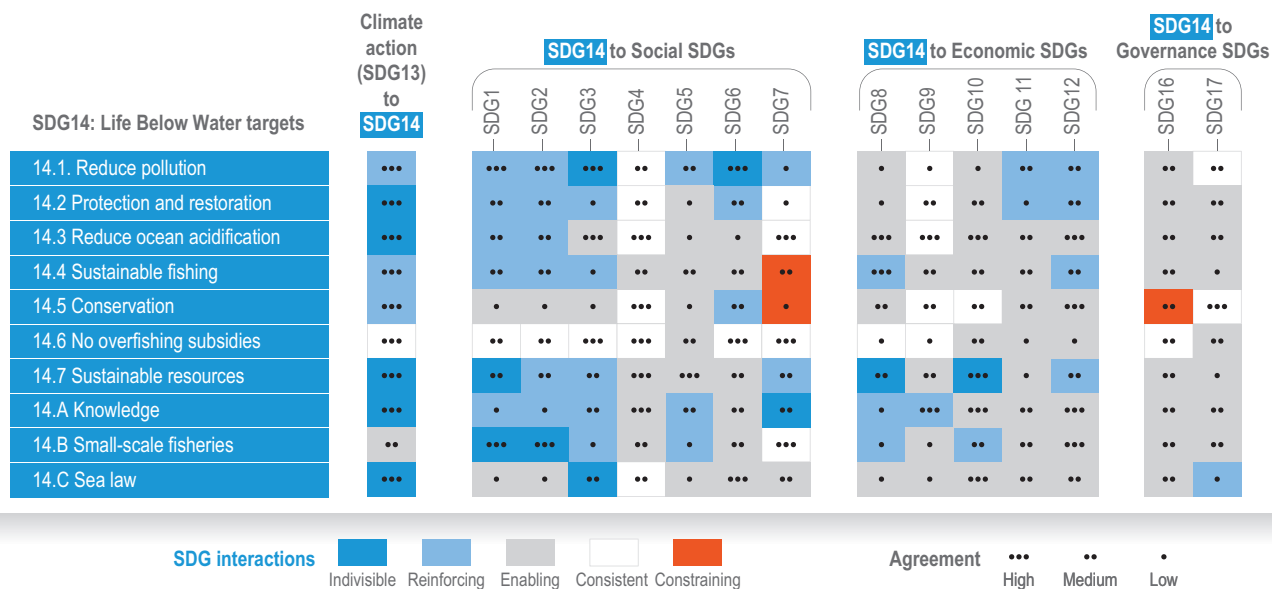 Climate
action
(SDG13)
to
SDG14
SDG14 to Social SDGs
SDG14 to Economic SDGs
SDG14 to
Governance SDGs
SDG14: Life Below Water targets
SDG1
SDG2
SDG3
SDG4
SDG5
SDG6
SDG7
SDG8
SDG9
SDG10
SDG 11
SDG12
SDG16
SDG17
14.1. Reduce pollution
14.2 Protection and restoration
14.3 Reduce ocean acidification
14.4 Sustainable fishing
14.5 Conservation
14.6 No overfishing subsidies
14.7 Sustainable resources
14.A Knowledge
14.B Small-scale fisheries
14.C Sea law
SDG interactions
Indivisible
Reinforcing
Enabling
Consistent
Constraining
Agreement
High
Medium
Low